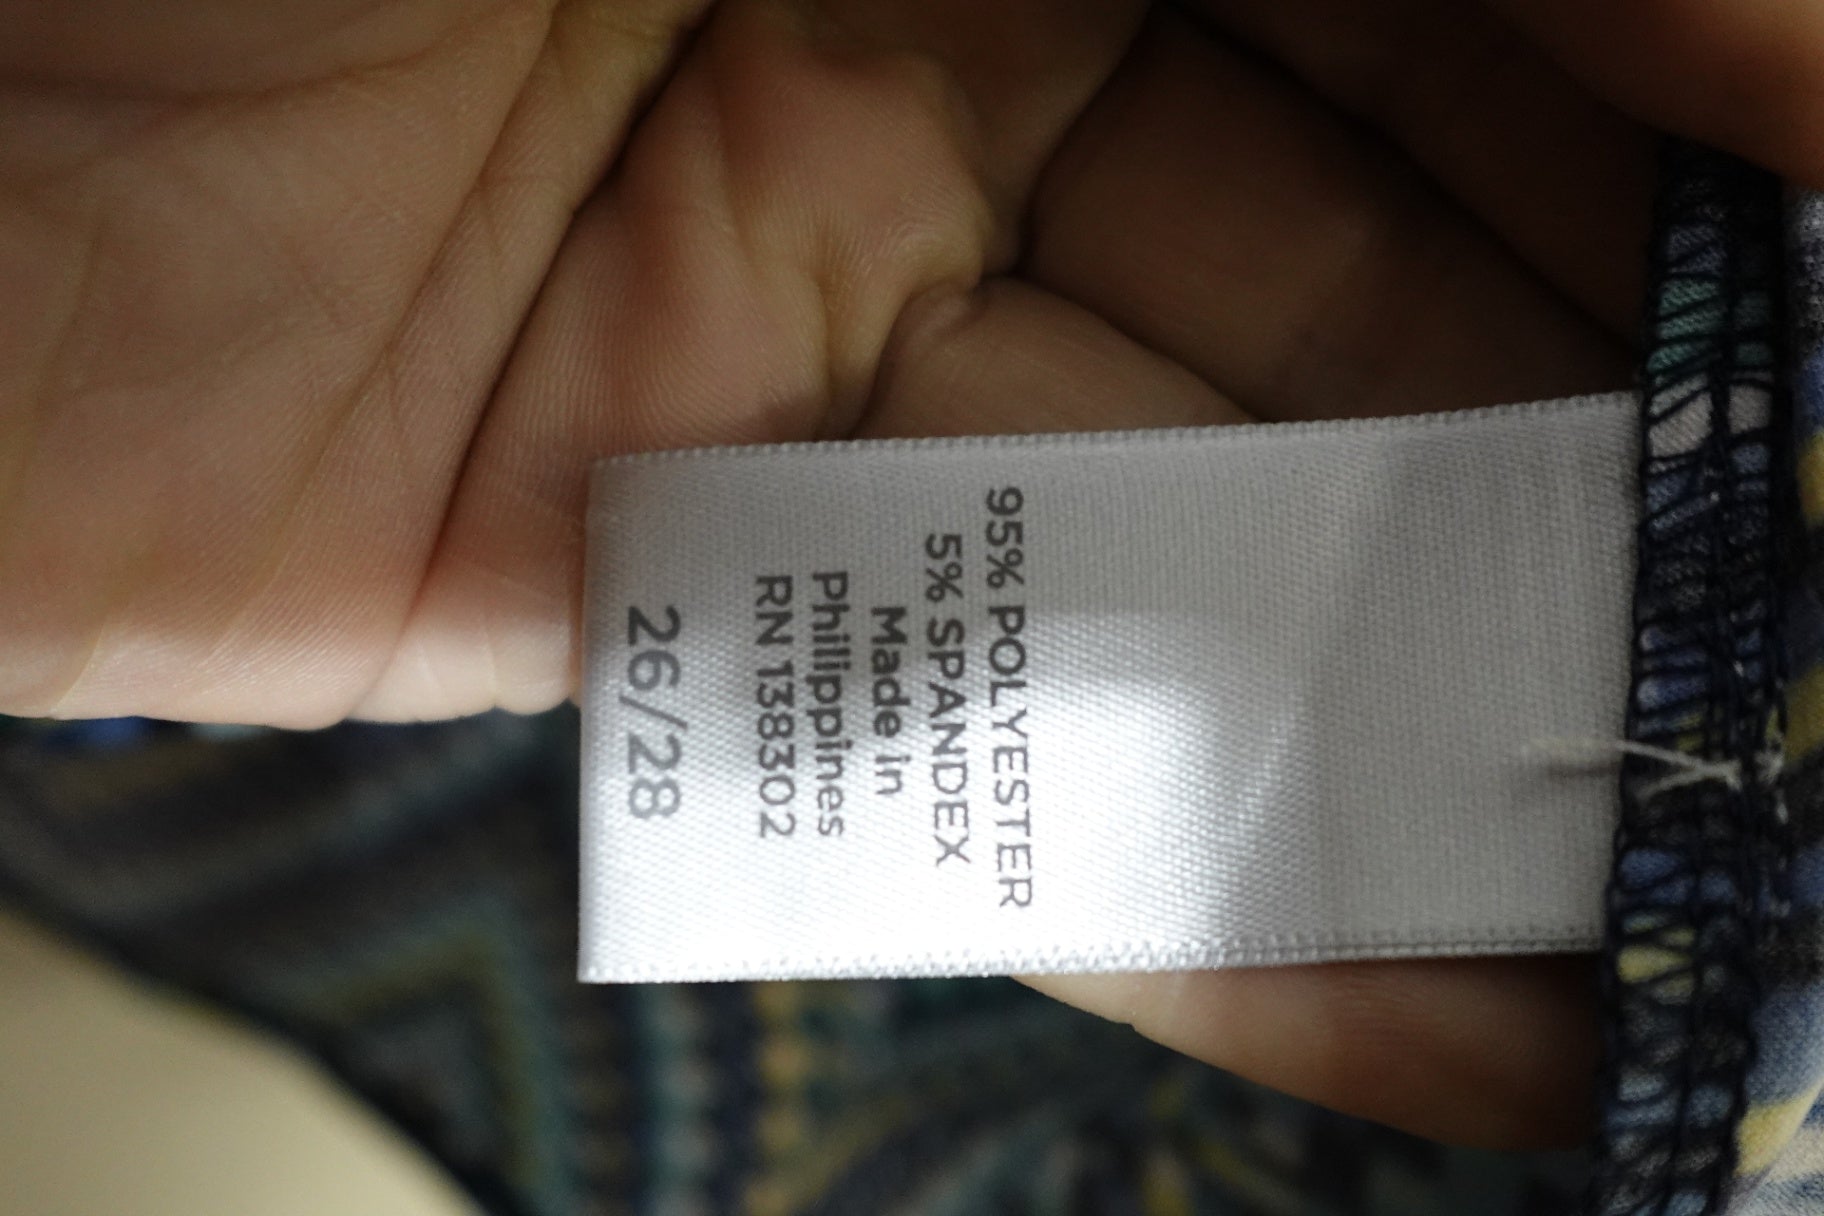 95% POLYESTER
5% SPANDEX
Made in
Philippines
RN 138302
26/28